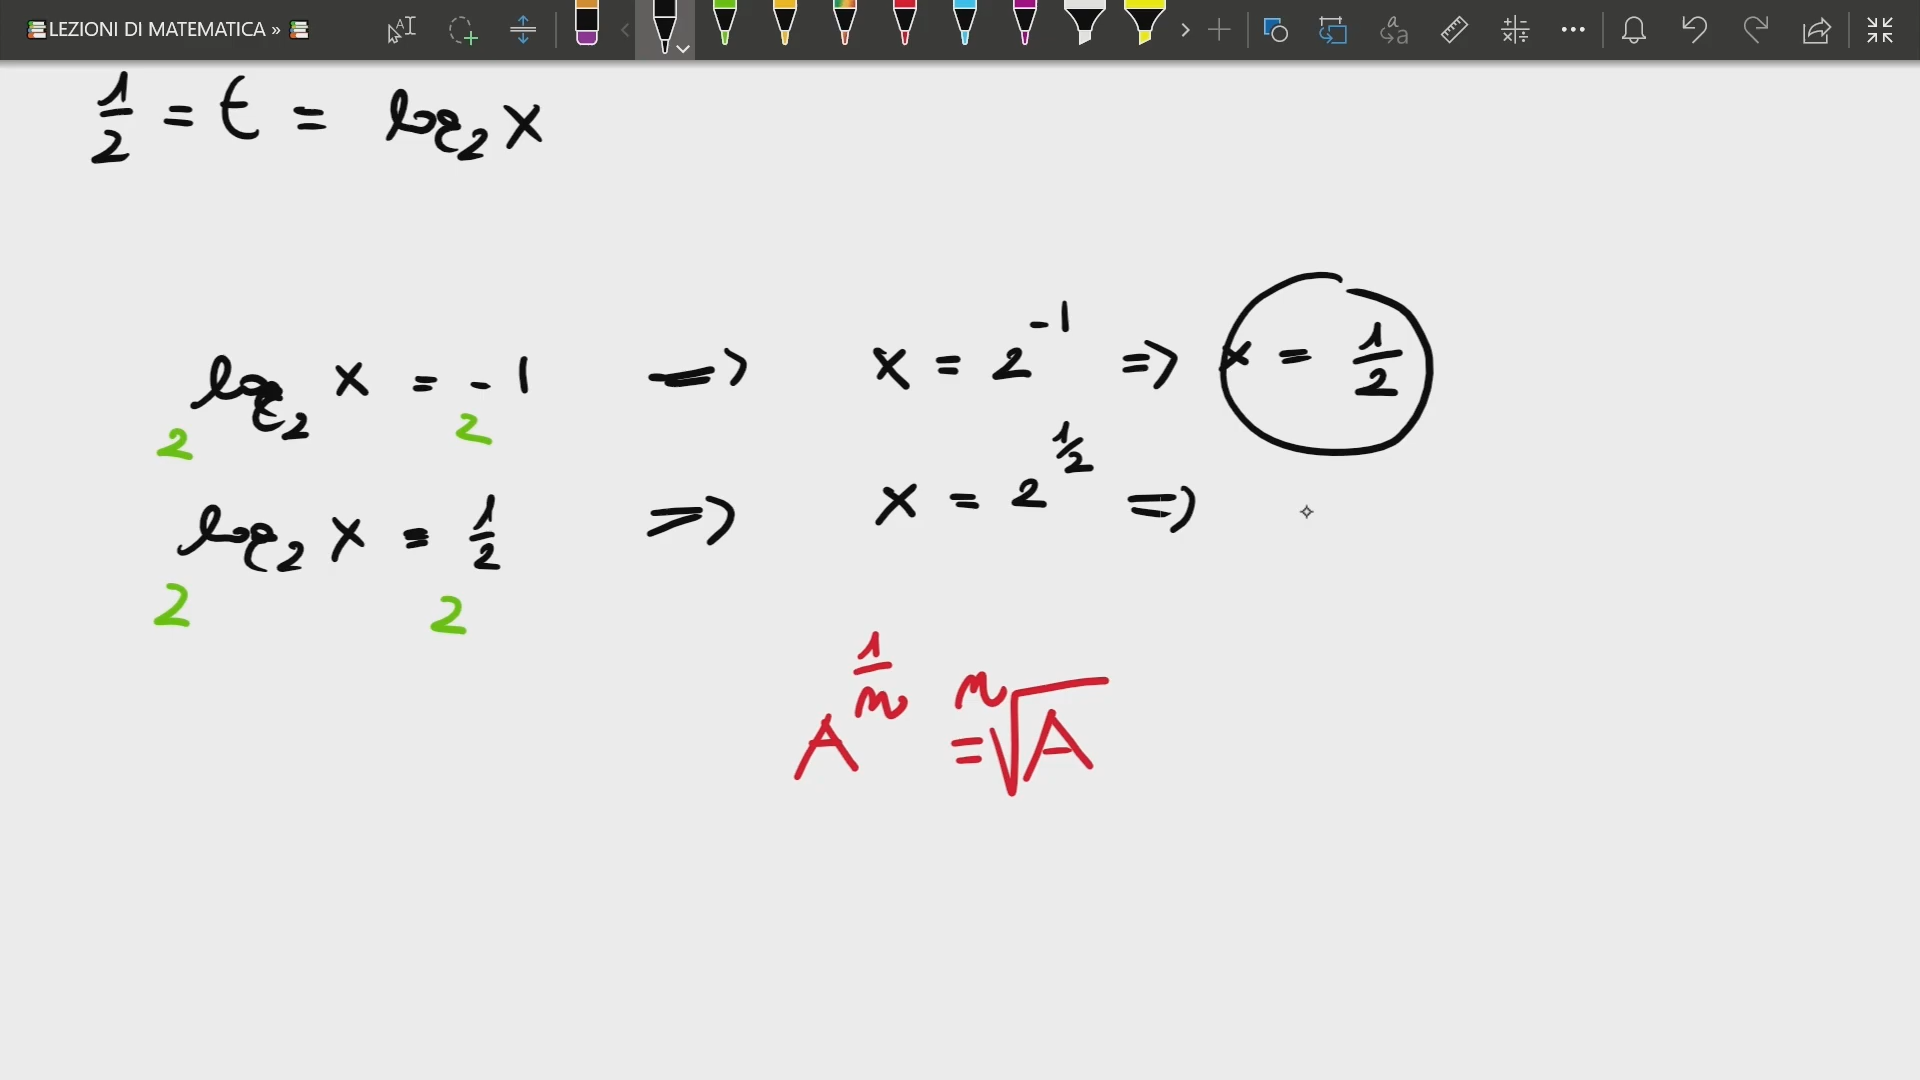 LEZIONI DI MATEMATICA »
1/2 = t = log₂ x
log₂ x = -1 => x = 2⁻¹ => x = 1/2
2 2
log₂ x = 1/2 => x = 2^(1/2) =>
2 2
A^(1/n) = ⁿ√A